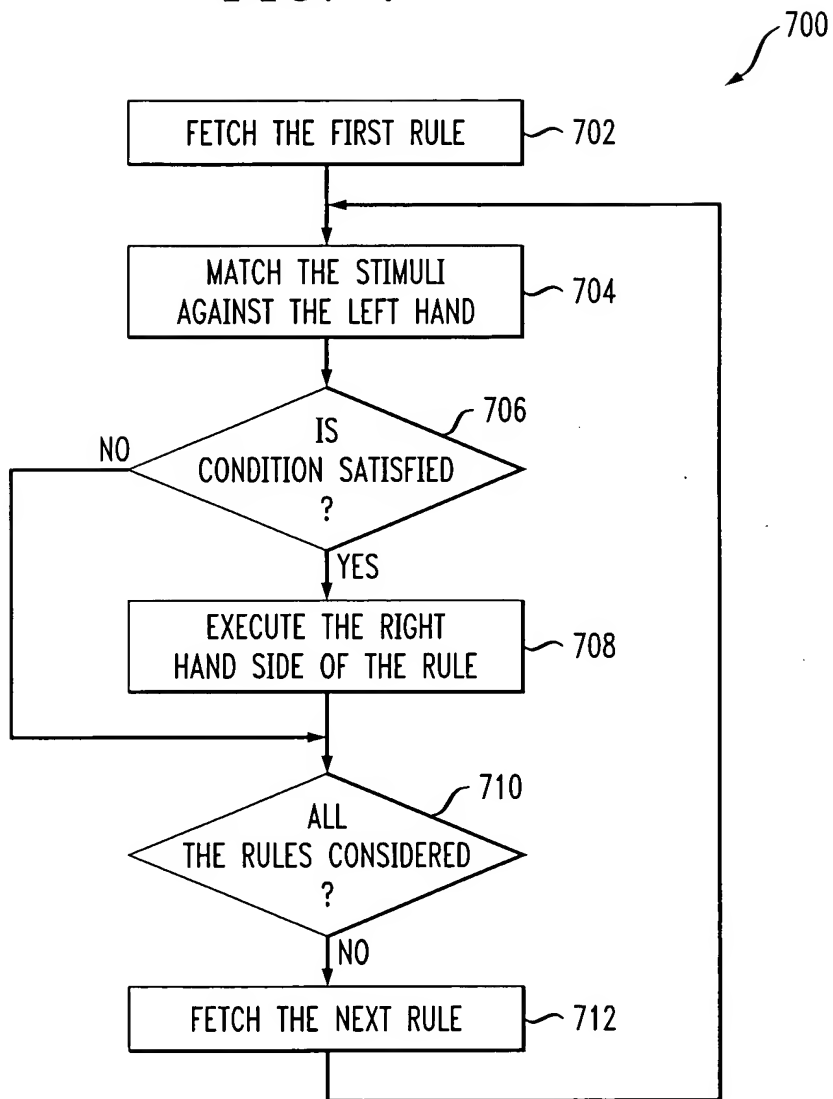 700
FETCH THE FIRST RULE
702
MATCH THE STIMULI
AGAINST THE LEFT HAND
704
706
IS
CONDITION SATISFIED
?
NO
YES
EXECUTE THE RIGHT
HAND SIDE OF THE RULE
708
710
ALL
THE RULES CONSIDERED
?
NO
FETCH THE NEXT RULE
712